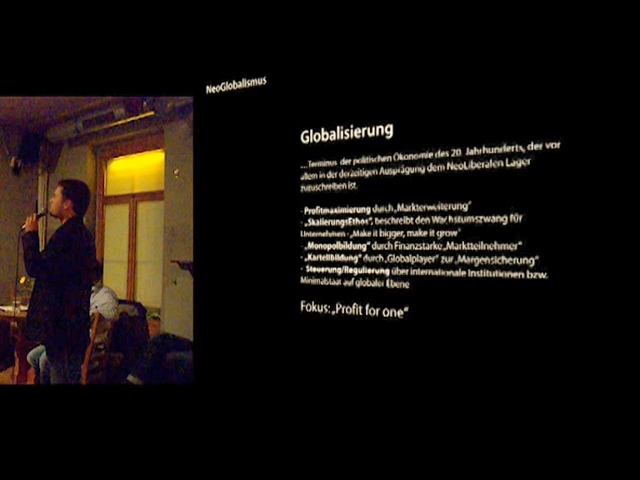 NeoGlobalismus
Globalisierung
...Terminus der politischen Ökonomie des 20. Jahrhunderts, der vor
allem in der derzeitigen Ausprägung dem NeoLiberalen Lager
zuzuschreiben ist.
- Profitmaximierung durch „Markterweiterung"
- „SkalierungsEthos", beschreibt den Wachstumszwang für
Unternehmen - „Make it bigger, make it grow"
- „Monopolbildung" durch Finanzstarke „Marktteilnehmer"
- „Kartellbildung" durch „Globalplayer" zur „Margensicherung"
- Steuerung/Regulierung über internationale Institutionen bzw.
Minimalstaat auf globaler Ebene
Fokus: „Profit for one"